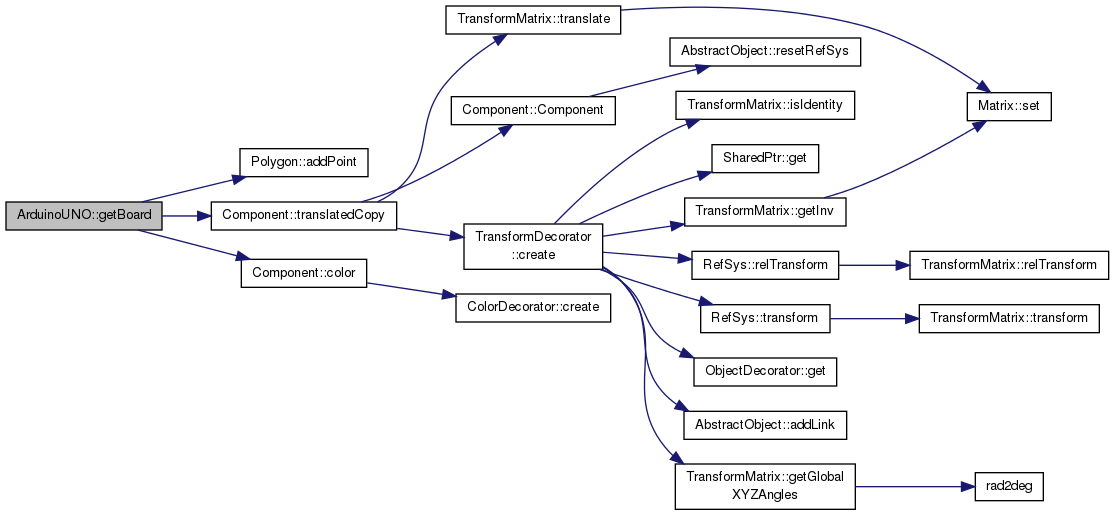 ArduinoUNO::getBoard
Polygon::addPoint
Component::translatedCopy
Component::color
TransformMatrix::translate
Component::Component
TransformDecorator
::create
ColorDecorator::create
AbstractObject::resetRefSys
TransformMatrix::isIdentity
SharedPtr::get
TransformMatrix::getInv
RefSys::relTransform
RefSys::transform
ObjectDecorator::get
AbstractObject::addLink
TransformMatrix::getGlobal
XYZAngles
Matrix::set
TransformMatrix::relTransform
TransformMatrix::transform
rad2deg